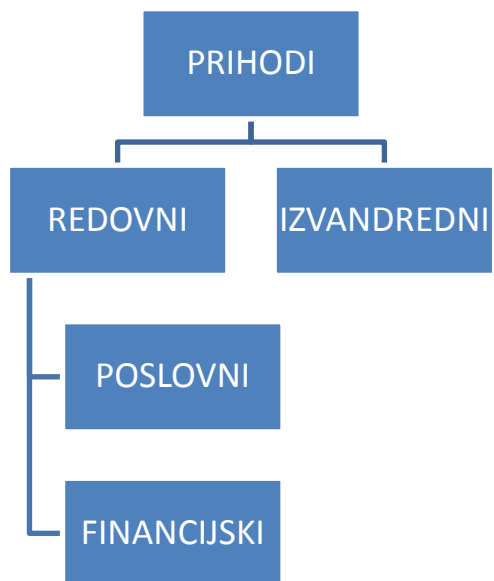 PRIHODI
REDOVNI
IZVANDREDNI
POSLOVNI
FINANCIJSKI